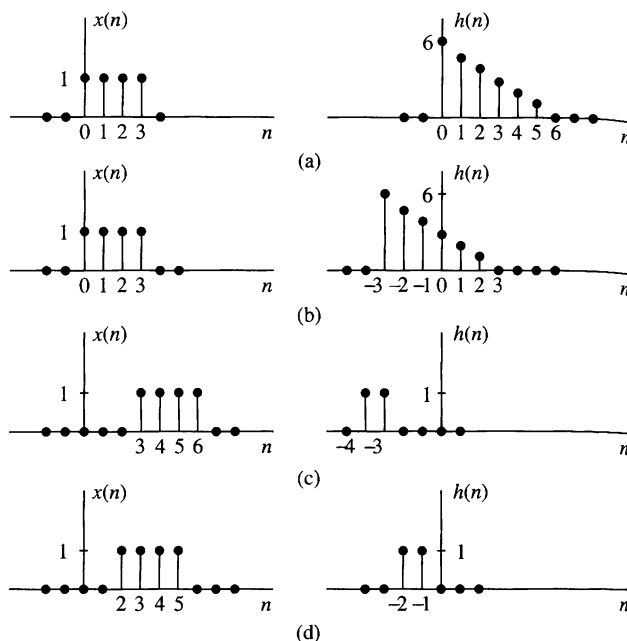 x(n)
h(n)
1
0 1 2 3 n
6
0 1 2 3 4 5 6 n
(a)
x(n)
h(n)
1
0 1 2 3 n
6
−3 −2 −1 0 1 2 3 n
(b)
x(n)
h(n)
1
3 4 5 6 n
1
−4 −3 n
(c)
x(n)
h(n)
1
2 3 4 5 n
1
−2 −1 n
(d)